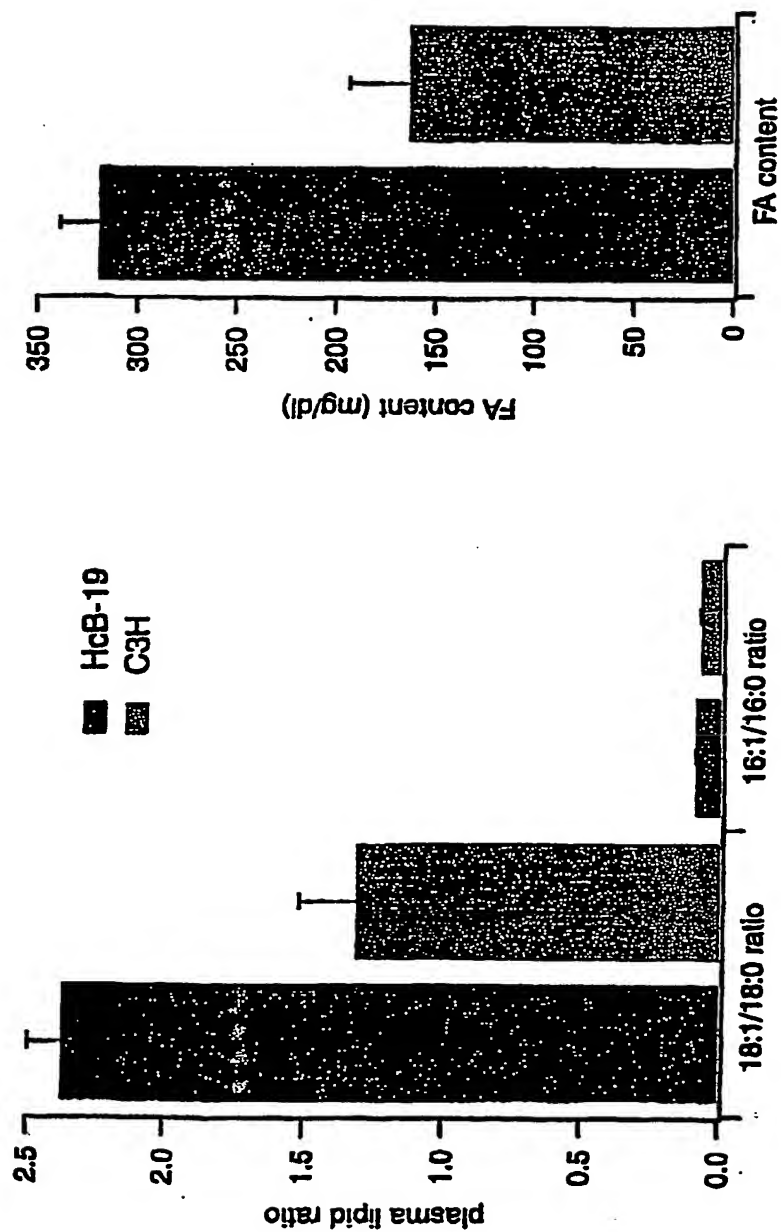 plasma lipid ratio
2.5
2.0
1.5
1.0
0.5
0.0
18:1/18:0 ratio
16:1/16:0 ratio
HcB-19
C3H
FA content (mg/dl)
350
300
250
200
150
100
50
0
FA content